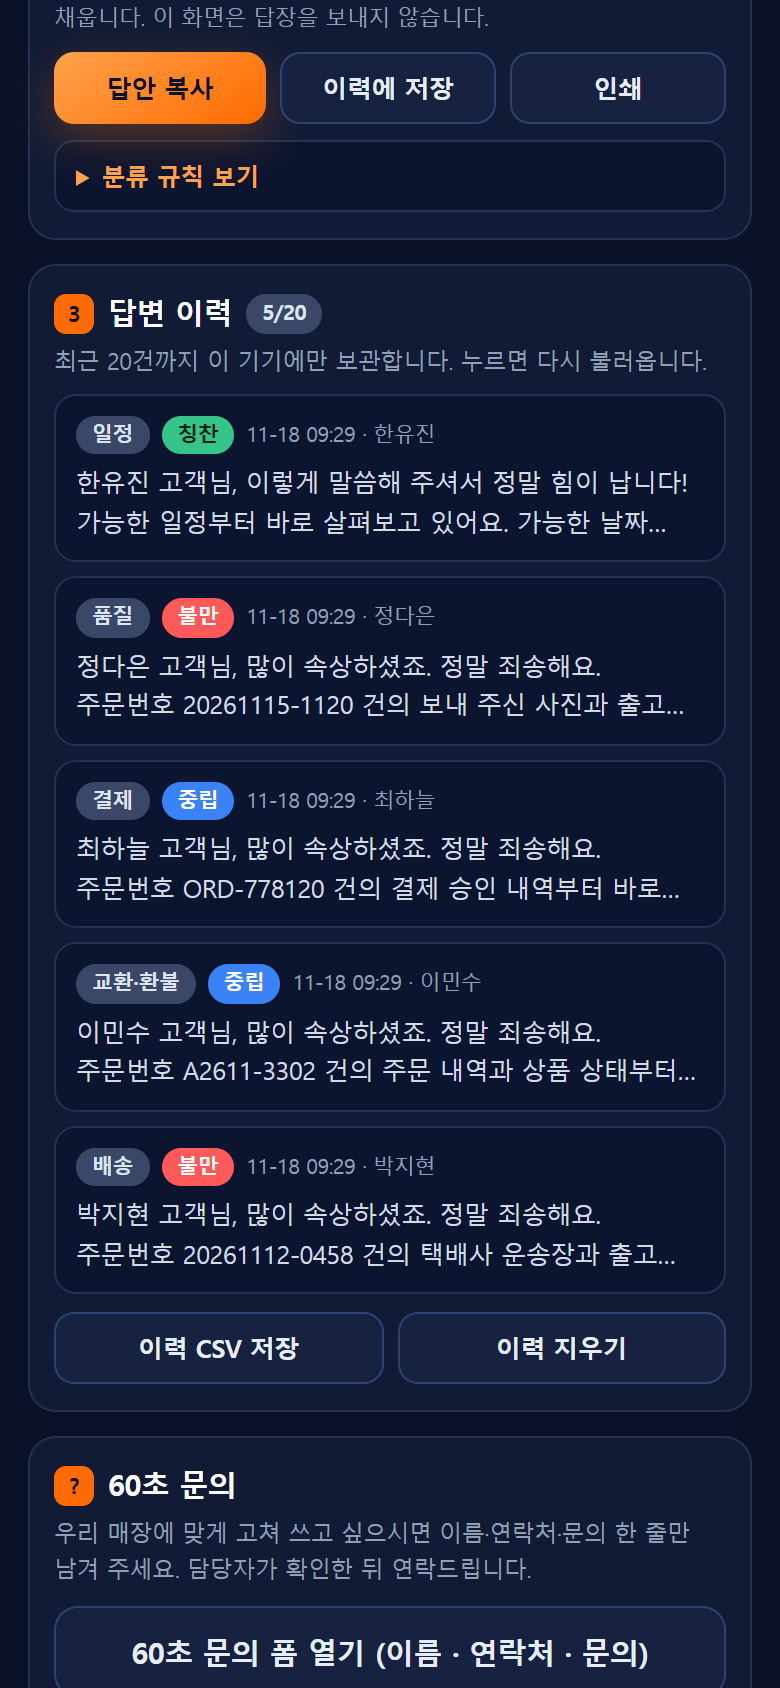 채웁니다. 이 화면은 답장을 보내지 않습니다.
답안 복사
이력에 저장
인쇄
▶ 분류 규칙 보기
3 답변 이력 5/20
최근 20건까지 이 기기에만 보관합니다. 누르면 다시 불러옵니다.
일정 칭찬 11-18 09:29 · 한유진
한유진 고객님, 이렇게 말씀해 주셔서 정말 힘이 납니다!
가능한 일정부터 바로 살펴보고 있어요. 가능한 날짜...
품질 불만 11-18 09:29 · 정다은
정다은 고객님, 많이 속상하셨죠. 정말 죄송해요.
주문번호 20261115-1120 건의 보내 주신 사진과 출고...
결제 중립 11-18 09:29 · 최하늘
최하늘 고객님, 많이 속상하셨죠. 정말 죄송해요.
주문번호 ORD-778120 건의 결제 승인 내역부터 바로...
교환·환불 중립 11-18 09:29 · 이민수
이민수 고객님, 많이 속상하셨죠. 정말 죄송해요.
주문번호 A2611-3302 건의 주문 내역과 상품 상태부터...
배송 불만 11-18 09:29 · 박지현
박지현 고객님, 많이 속상하셨죠. 정말 죄송해요.
주문번호 20261112-0458 건의 택배사 운송장과 출고...
이력 CSV 저장
이력 지우기
? 60초 문의
우리 매장에 맞게 고쳐 쓰고 싶으시면 이름·연락처·문의 한 줄만
남겨 주세요. 담당자가 확인한 뒤 연락드립니다.
60초 문의 폼 열기 (이름 · 연락처 · 문의)